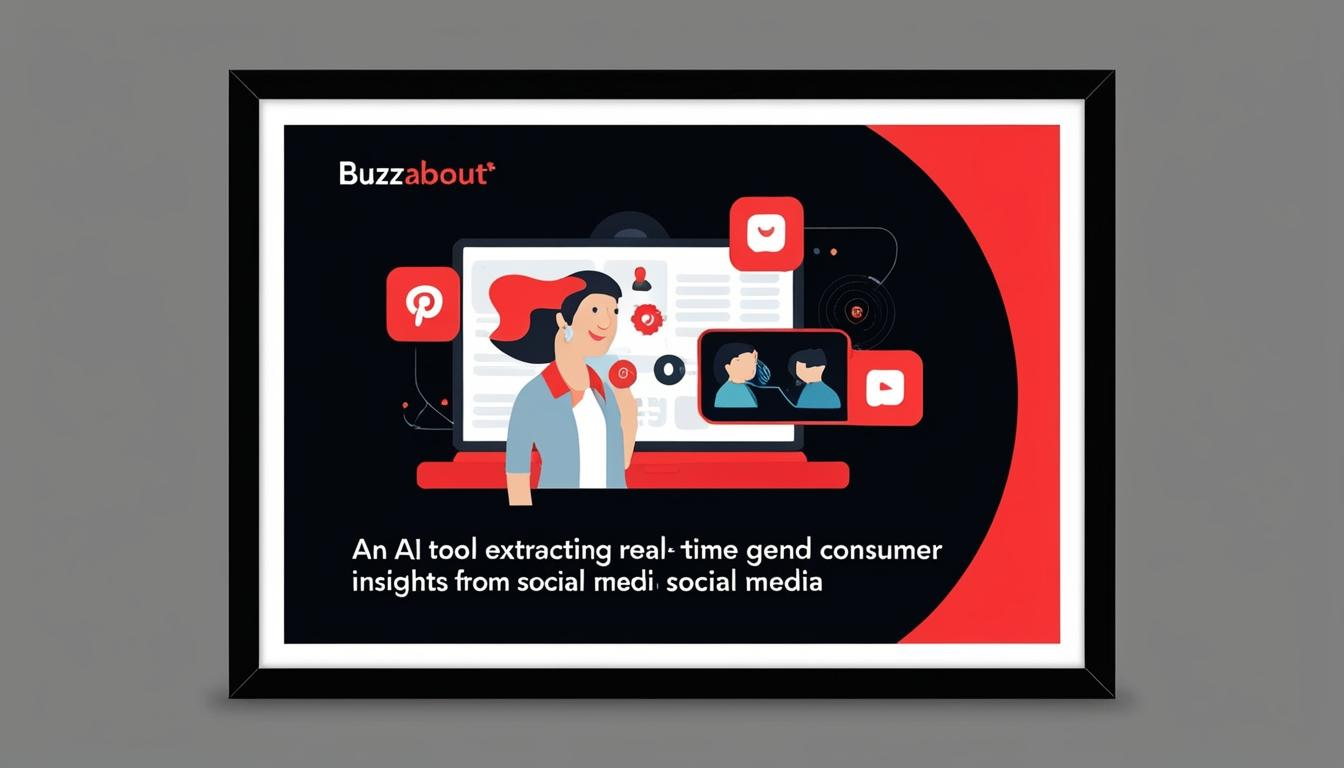 Buzzabout
An AI tool extracting real-time gend consumer
insights from social medi social media